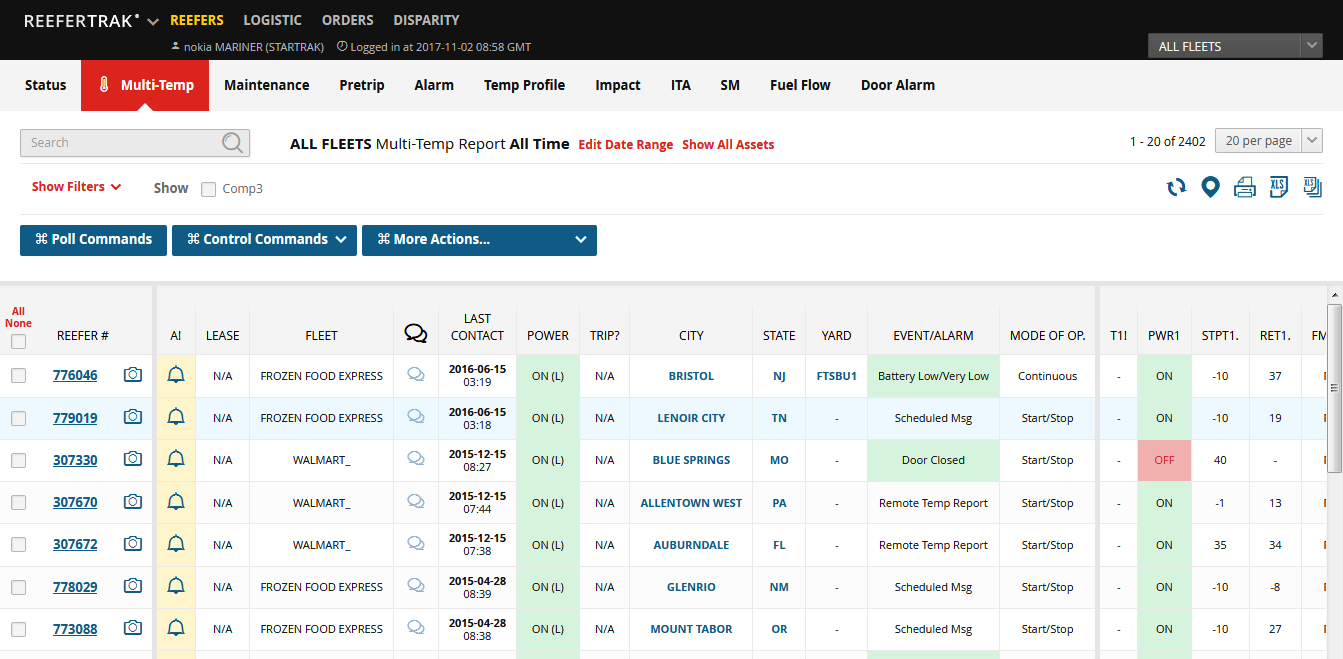 REEFERTRAK REEFERS LOGISTIC ORDERS DISPARITY
nokia MARINER (STARTRAK) Logged in at 2017-11-02 08:58 GMT
ALL FLEETS
Status Multi-Temp Maintenance Pretrip Alarm Temp Profile Impact ITA SM Fuel Flow Door Alarm
Search ALL FLEETS Multi-Temp Report All Time Edit Date Range Show All Assets 1 - 20 of 2402 20 per page
Show Filters Show Comp3
XLS XLS
⌘ Poll Commands ⌘ Control Commands ⌘ More Actions...
All
None
REEFER # A! LEASE FLEET LAST CONTACT POWER TRIP? CITY STATE YARD EVENT/ALARM MODE OF OP. T1! PWR1 STPT1. RET1. FM
776046 N/A FROZEN FOOD EXPRESS 2016-06-15 03:19 ON (L) N/A BRISTOL NJ FTSBU1 Battery Low/Very Low Continuous - ON -10 37
779019 N/A FROZEN FOOD EXPRESS 2016-06-15 03:18 ON (L) N/A LENOIR CITY TN - Scheduled Msg Start/Stop - ON -10 19
307330 N/A WALMART_ 2015-12-15 08:27 ON (L) N/A BLUE SPRINGS MO - Door Closed Start/Stop - OFF 40 -
307670 N/A WALMART_ 2015-12-15 07:44 ON (L) N/A ALLENTOWN WEST PA - Remote Temp Report Start/Stop - ON -1 13
307672 N/A WALMART_ 2015-12-15 07:38 ON (L) N/A AUBURNDALE FL - Remote Temp Report Start/Stop - ON 35 34
778029 N/A FROZEN FOOD EXPRESS 2015-04-28 08:39 ON (L) N/A GLENRIO NM - Scheduled Msg Start/Stop - ON -10 -8
773088 N/A FROZEN FOOD EXPRESS 2015-04-28 08:38 ON (L) N/A MOUNT TABOR OR - Scheduled Msg Start/Stop - ON -10 27